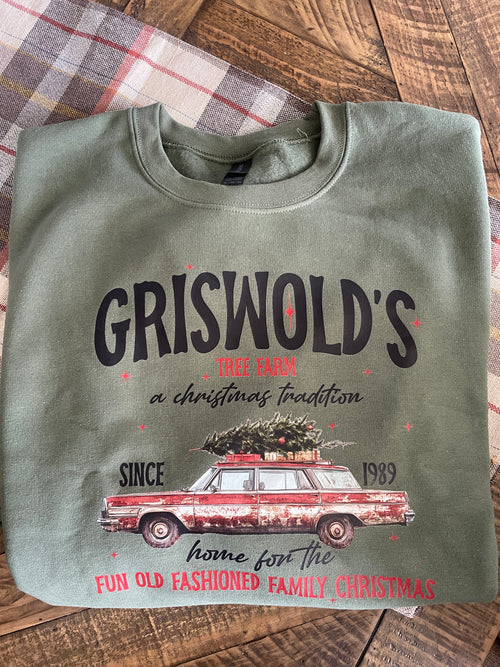 GRISWOLD'S
TREE FARM
a christmas tradition
SINCE 1989
home for the
FUN OLD FASHIONED FAMILY CHRISTMAS